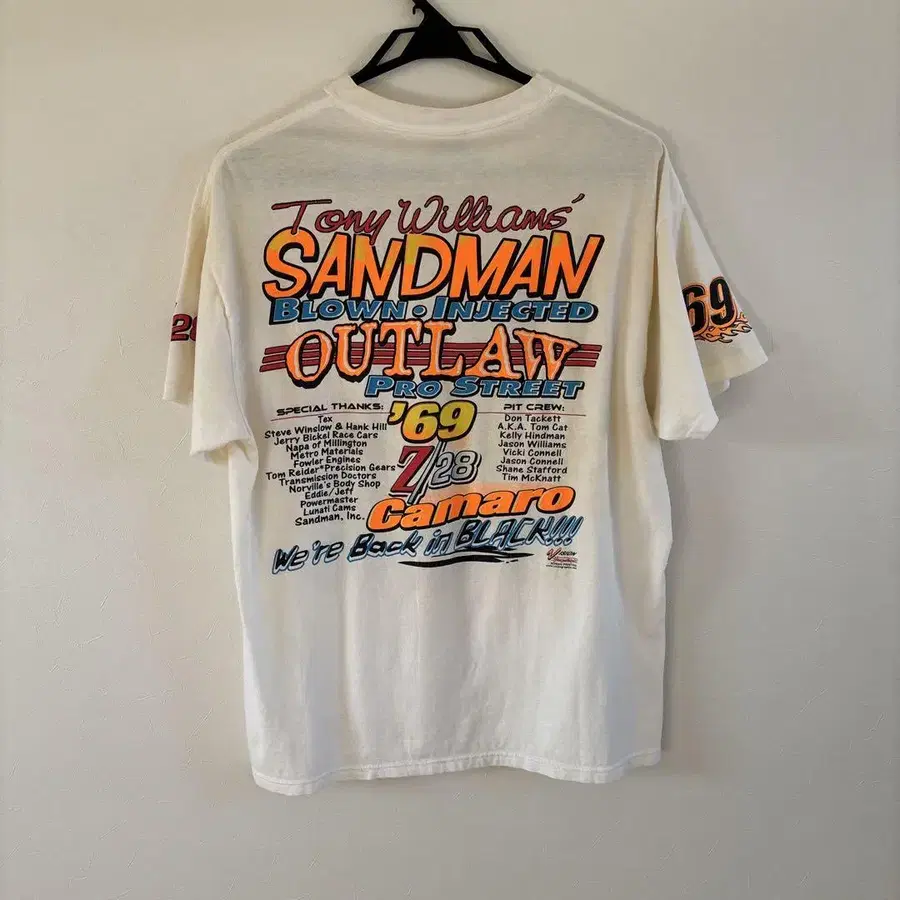 Tony Williams'
SANDMAN
BLOWN • INJECTED
OUTLAW
PRO STREET
SPECIAL THANKS:
Tex
Steve Winslow & Hank Hill
Jerry Bickel Race Cars
Napa of Millington
Metro Materials
Fowler Engines
Tom Reider*Precision Gears
Transmission Doctors
Norville's Body Shop
Eddie/Jeff
Powermaster
Lunati Cams
Sandman, Inc.
'69
Z/28
Camaro
PIT CREW:
Don Tackett
A.K.A. Tom Cat
Kelly Hindman
Jason Williams
Vicki Connell
Jason Connell
Shane Stafford
Tim McKnatt
We're Back in BLACK!!!!
69